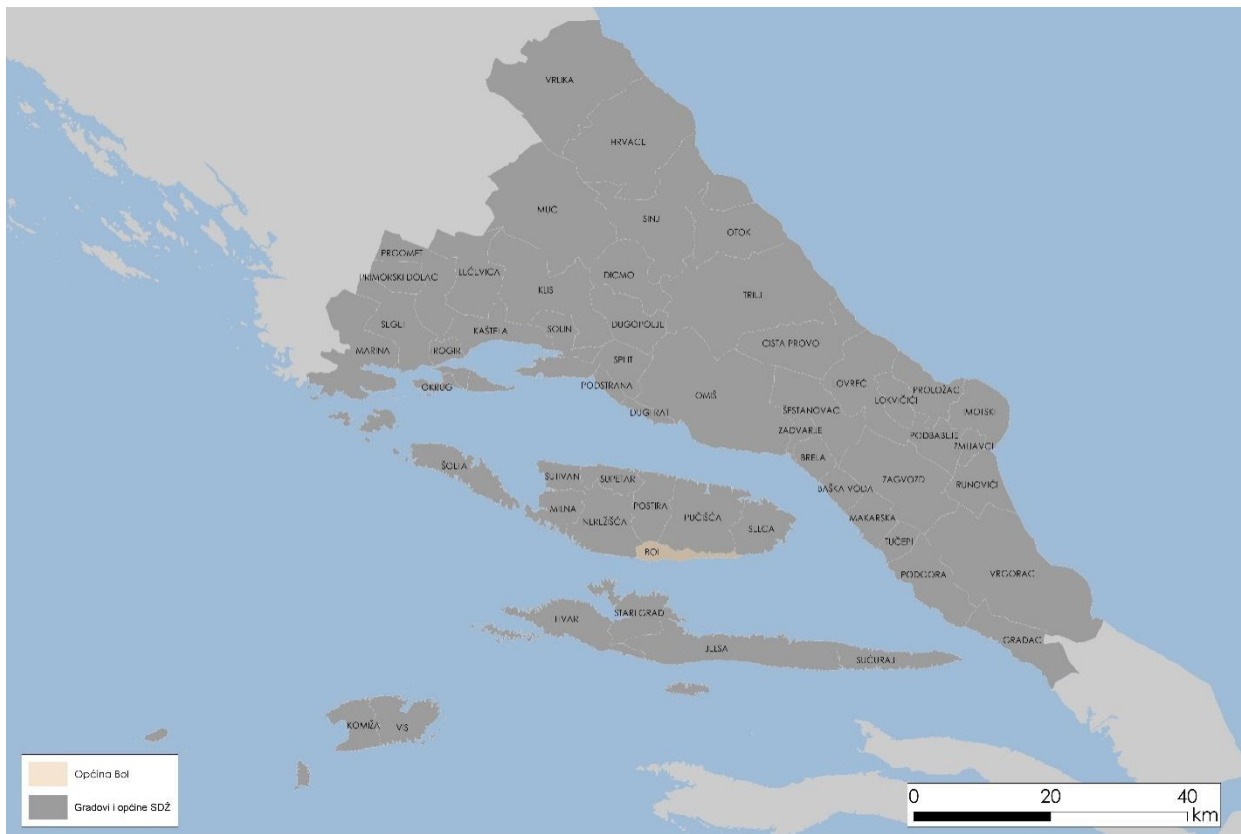 VRLIKA
HRVACE
MUĆ
SINJ
OTOK
PRGOMET
PRIMORSKI DOLAC
LEĆEVICA
DICMO
KLIS
TRILJ
SEGET
KAŠTELA
SOLIN
DUGOPOLJE
MARINA
TROGIR
CISTA PROVO
SPLIT
OKRUG
PODSTRANA
OMIŠ
OVREĆ
PROLOŽAC
LOKVIČIĆI
IMOTSKI
DUGI RAT
ŠESTANOVAC
ZADVARJE
PODBABLJE
ZMIJAVCI
BRELA
ŠOLTA
SUTIVAN
SUPETAR
ZAGVOZD
RUNOVIĆI
BAŠKA VODA
MILNA
POSTIRA
NEREŽIŠĆA
PUČIŠĆA
SELCA
MAKARSKA
TUČEPI
BOL
PODGORA
VRGORAC
STARI GRAD
HVAR
GRADAC
JELSA
SUĆURAJ
KOMIŽA
VIS
Općina Bol
Gradovi i općine SDŽ
0 20 40
km